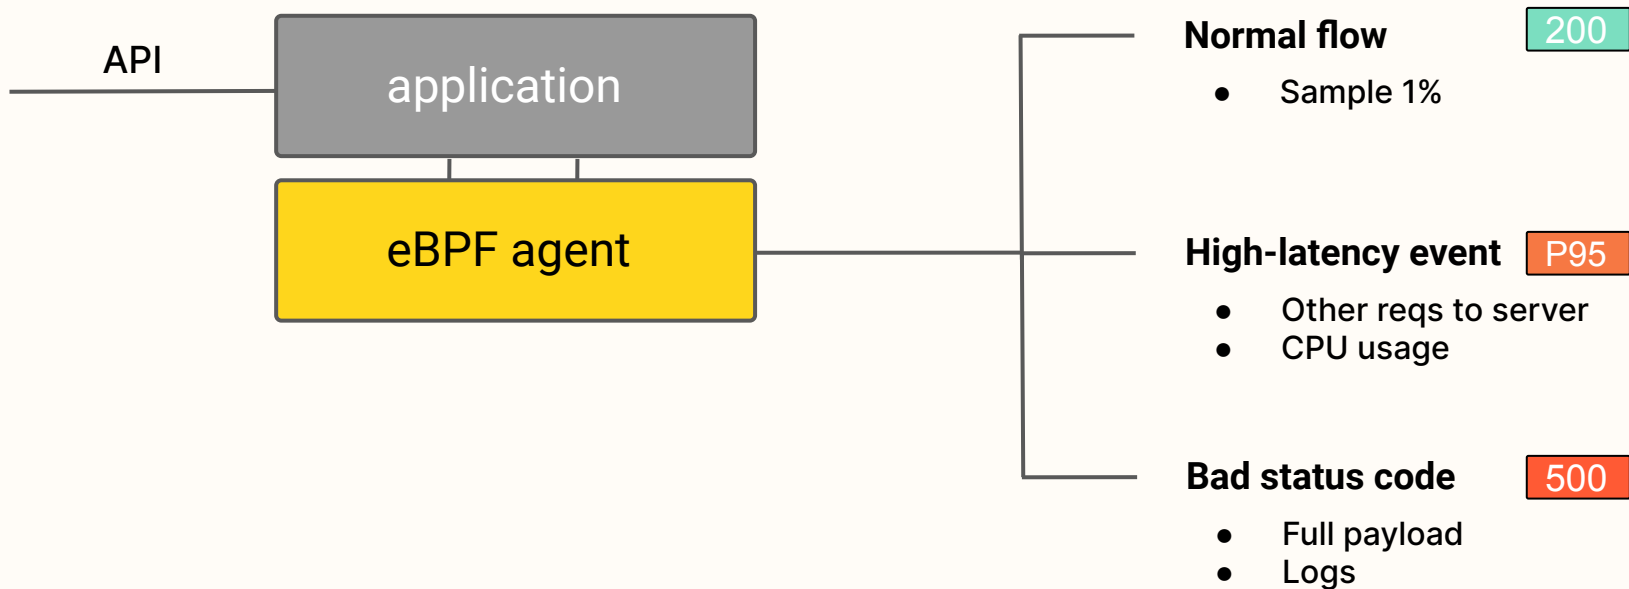 API
application
eBPF agent
Normal flow 200
● Sample 1%
High-latency event P95
● Other reqs to server
● CPU usage
Bad status code 500
● Full payload
● Logs